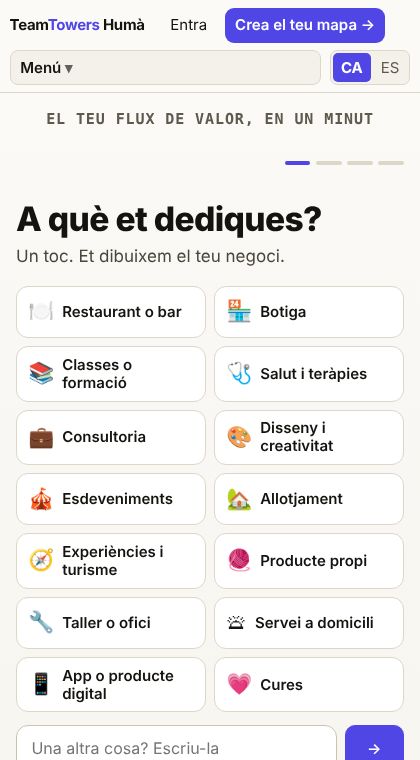 TeamTowers Humà
Entra
Crea el teu mapa →
Menú ▾
CA
ES
EL TEU FLUX DE VALOR, EN UN MINUT
A què et dediques?
Un toc. Et dibuixem el teu negoci.
Restaurant o bar
Botiga
Classes o
formació
Salut i teràpies
Consultoria
Disseny i
creativitat
Esdeveniments
Allotjament
Experiències i
turisme
Producte propi
Taller o ofici
Servei a domicili
App o producte
digital
Cures
Una altra cosa? Escriu-la
→